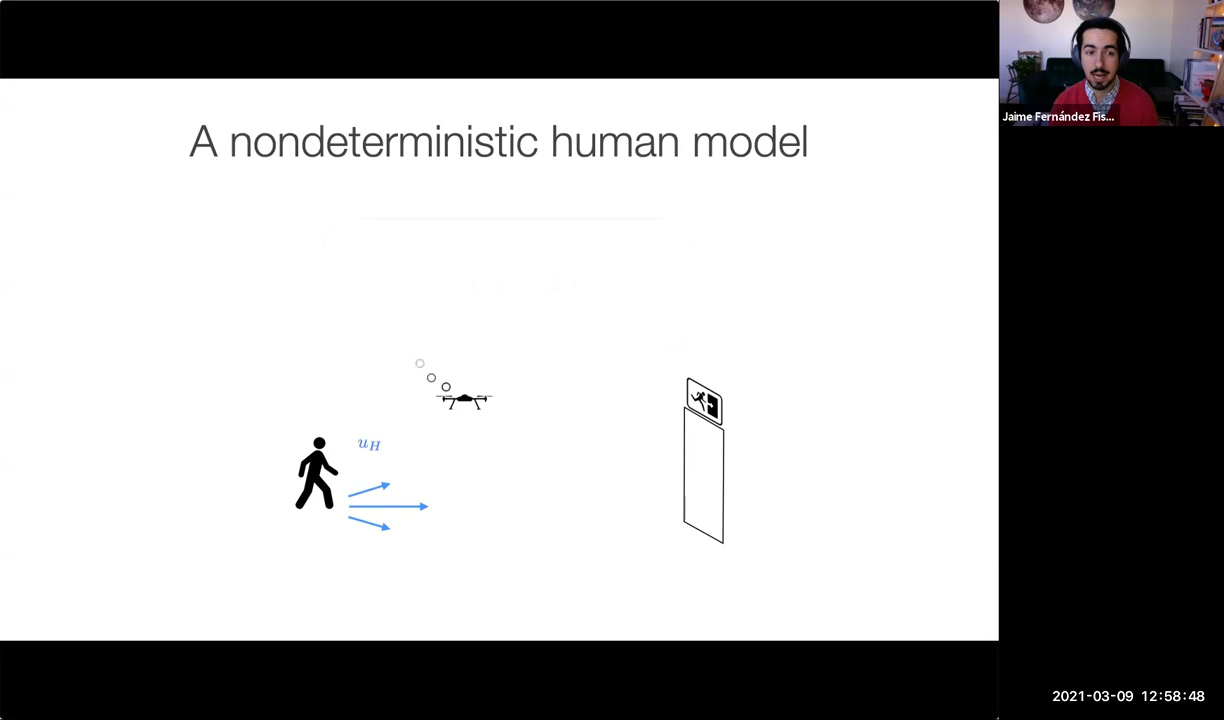 A nondeterministic human model
u_H
Jaime Fernández Fis...
2021-03-09 12:58:48